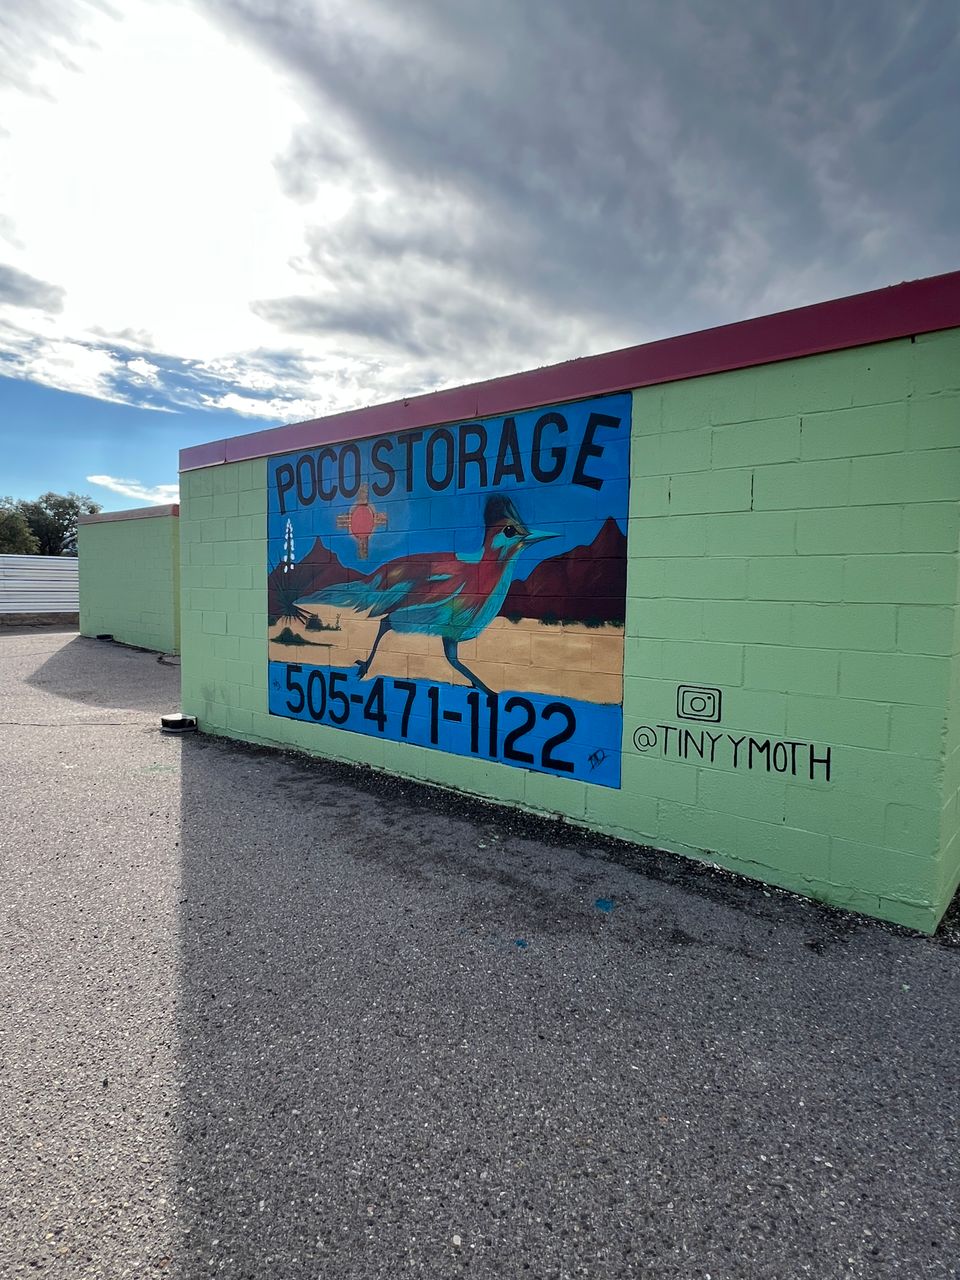 POCO STORAGE
505-471-1122
@TINYYMOTH